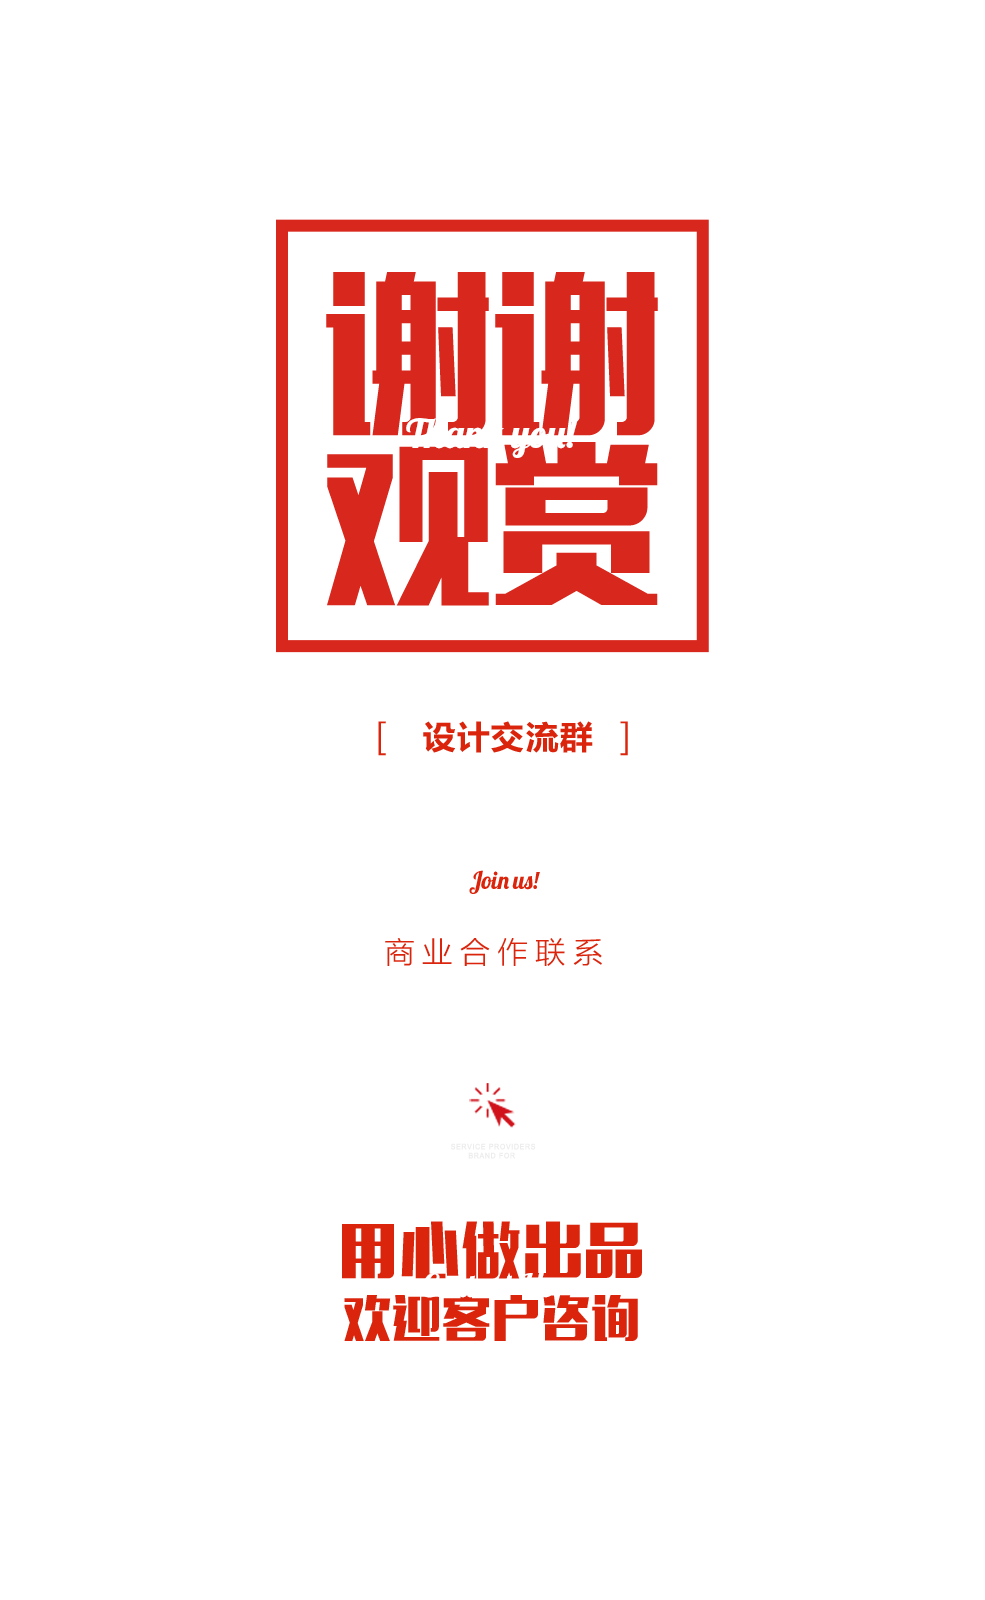 谢谢
Thank you!
观赏
[ 设计交流群 ]
Join us!
商业合作联系
SERVICE PROVIDERS
BRAND FOR
用心做出品
欢迎客户咨询